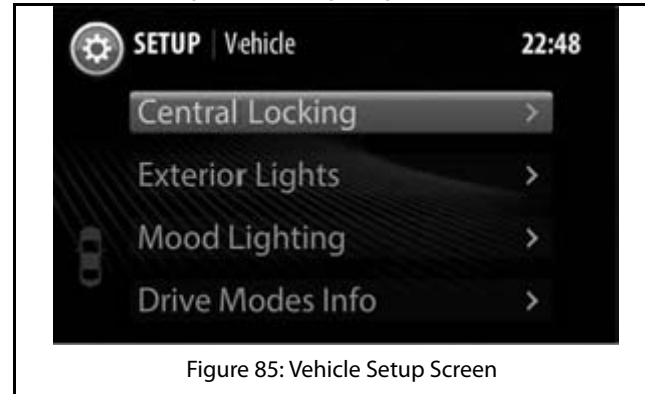 SETUP | Vehicle 22:48
Central Locking >
Exterior Lights >
Mood Lighting >
Drive Modes Info >
Figure 85: Vehicle Setup Screen